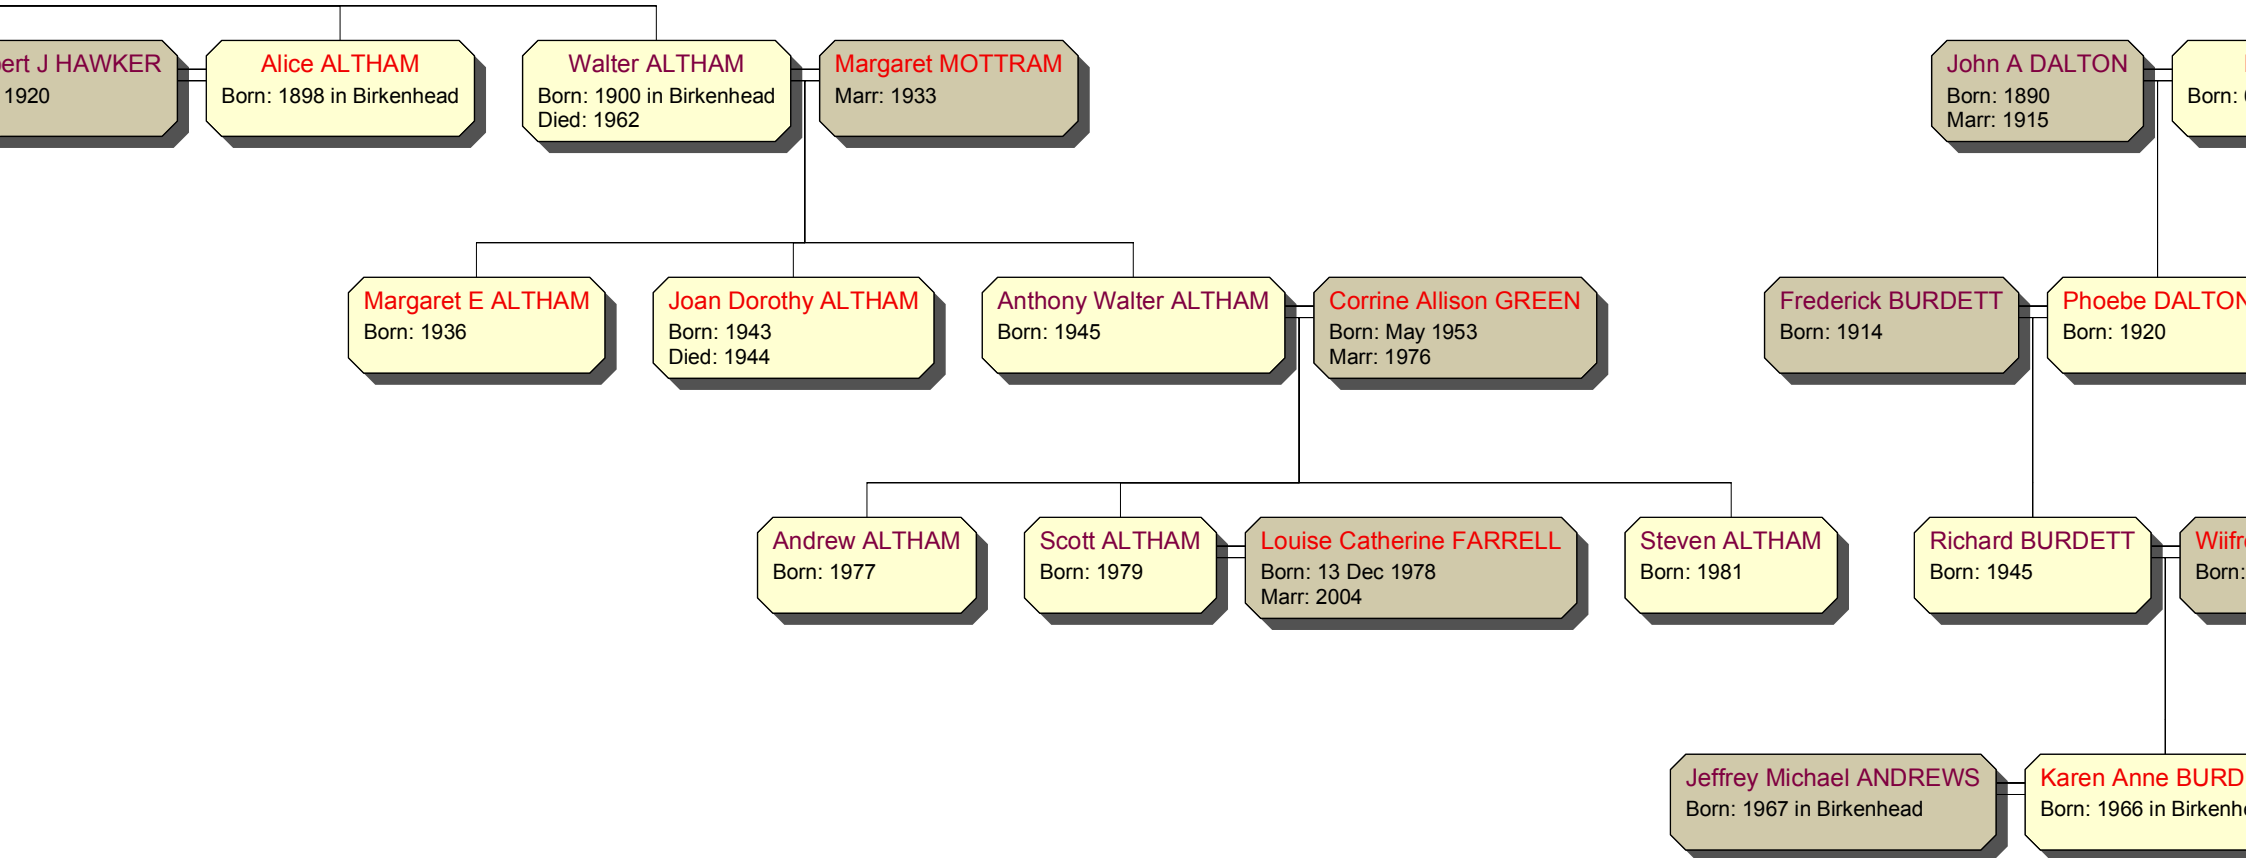 ert J HAWKER
1920
Alice ALTHAM
Born: 1898 in Birkenhead
Walter ALTHAM
Born: 1900 in Birkenhead
Died: 1962
Margaret MOTTRAM
Marr: 1933
John A DALTON
Born: 1890
Marr: 1915
Born:
Margaret E ALTHAM
Born: 1936
Joan Dorothy ALTHAM
Born: 1943
Died: 1944
Anthony Walter ALTHAM
Born: 1945
Corrine Allison GREEN
Born: May 1953
Marr: 1976
Frederick BURDETT
Born: 1914
Phoebe DALTON
Born: 1920
Andrew ALTHAM
Born: 1977
Scott ALTHAM
Born: 1979
Louise Catherine FARRELL
Born: 13 Dec 1978
Marr: 2004
Steven ALTHAM
Born: 1981
Richard BURDETT
Born: 1945
Wiifr
Born:
Jeffrey Michael ANDREWS
Born: 1967 in Birkenhead
Karen Anne BURD
Born: 1966 in Birkenh